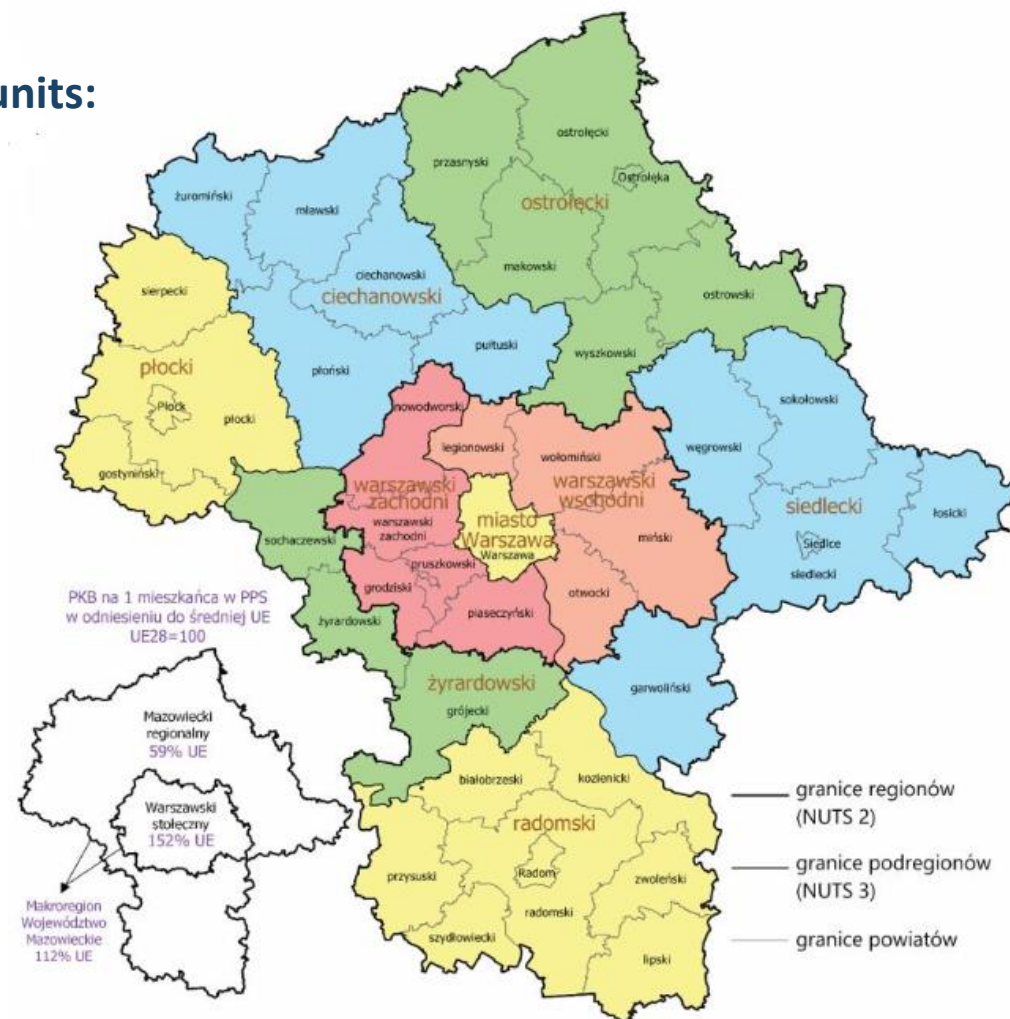 units:
ostrołęcki
przasnyski
Ostrołęka
żuromiński
mławski
ostrołęcki
makowski
ciechanowski
ciechanowski
sierpecki
ostrowski
pułtuski
wyszkowski
płocki
płoński
Płock
płocki
nowodworski
sokołowski
legionowski
węgrowski
wołomiński
gostyniński
warszawski
zachodni
warszawski
wschodni
siedlecki
łosicki
miasto
Warszawa
Warszawa
warszawski
zachodni
miński
Siedlce
siedlecki
sochaczewski
pruszkowski
grodziski
otwocki
piaseczyński
żyrardowski
PKB na 1 mieszkańca w PPS
w odniesieniu do średniej UE
UE28=100
żyrardowski
grójecki
garwoliński
Mazowiecki
regionalny
59% UE
Warszawski
stołeczny
152% UE
Makroregion
Województwo
Mazowieckie
112% UE
białobrzeski
kozienicki
radomski
Radom
przysuski
zwoleński
radomski
szydłowiecki
lipski
granice regionów
(NUTS 2)
granice podregionów
(NUTS 3)
granice powiatów